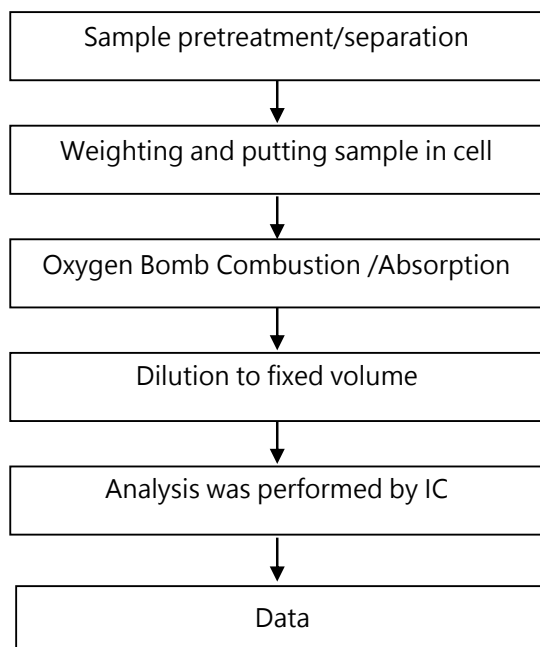 Sample pretreatment/separation
Weighting and putting sample in cell
Oxygen Bomb Combustion /Absorption
Dilution to fixed volume
Analysis was performed by IC
Data